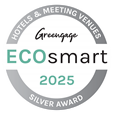 HOTELS & MEETING VENUES
Greengage
ECOsmart
2025
SILVER AWARD